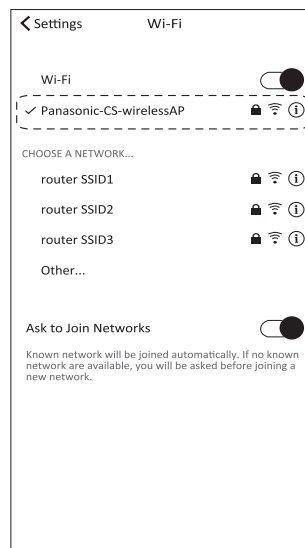 Settings Wi-Fi
Wi-Fi
Panasonic-CS-wirelessAP
CHOOSE A NETWORK...
router SSID1
router SSID2
router SSID3
Other...
Ask to Join Networks
Known network will be joined automatically. If no known
network are available, you will be asked before joining a
new network.